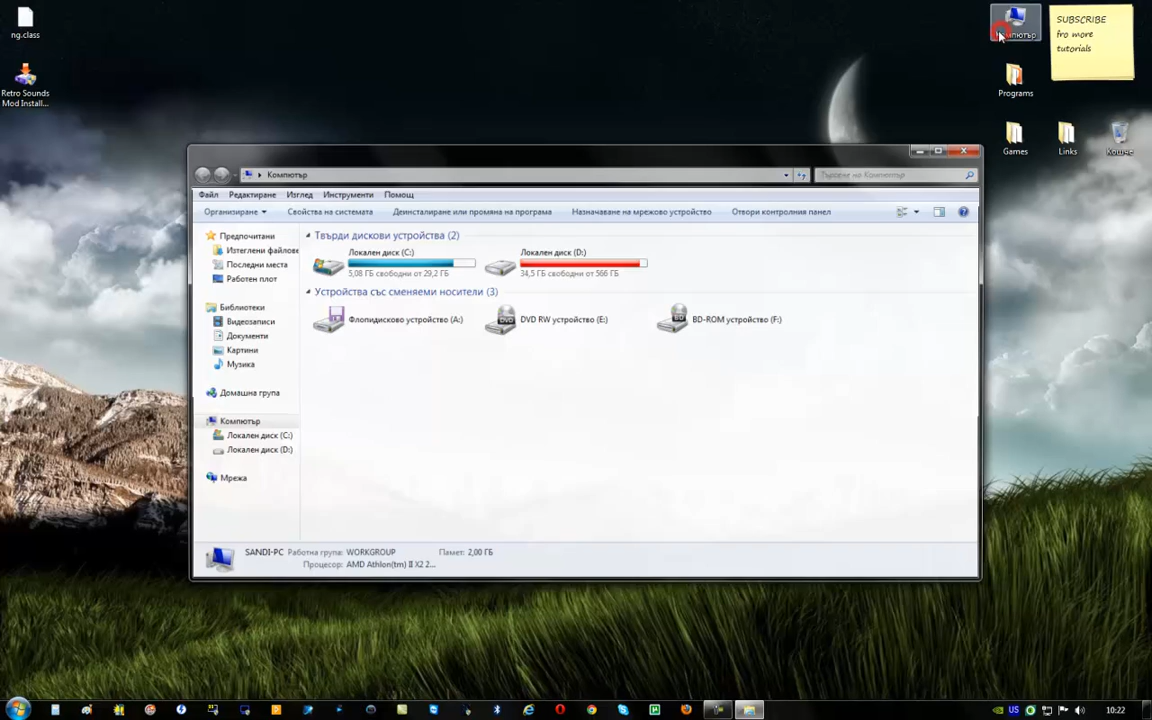 ng.class
Retro Sounds
Mod Install...
Компютър
SUBSCRIBE
fro more
tutorials
Programs
Games
Links
Кошче
Компютър
Търсене на Компютър
Файл
Редактиране
Изглед
Инструменти
Помощ
Организиране
Свойства на системата
Деинсталиране или промяна на програма
Назначаване на мрежово устройство
Отвори контролния панел
Предпочитани
Изтеглени файлове
Последни места
Работен плот
Библиотеки
Видеозаписи
Документи
Картини
Музика
Домашна група
Компютър
Локален диск (C:)
Локален диск (D:)
Мрежа
Твърди дискови устройства (2)
Локален диск (C:)
5,08 ГБ свободни от 29,2 ГБ
Локален диск (D:)
34,5 ГБ свободни от 566 ГБ
Устройства със сменяеми носители (3)
Флопидисково устройство (A:)
DVD RW устройство (E:)
BD-ROM устройство (F:)
SANDI-PC Работна група: WORKGROUP Памет: 2,00 ГБ
Процесор: AMD Athlon(tm) II X2 2...
US
10:22